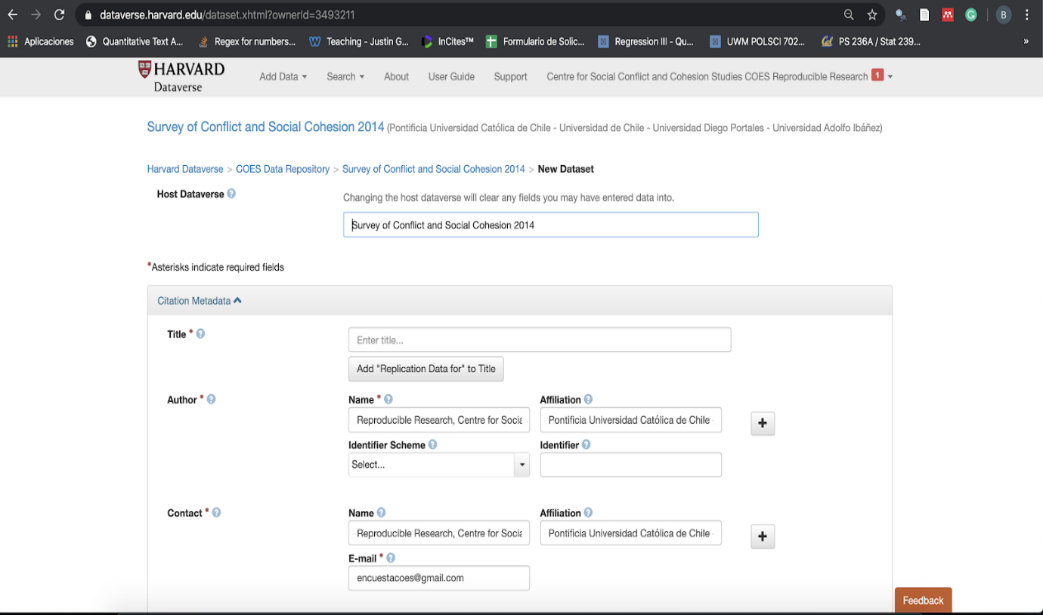 dataverse.harvard.edu/dataset.xhtml?ownerId=3493211
B
Aplicaciones Quantitative Text A... Regex for numbers... Teaching - Justin G... InCites™ Formulario de Solic... Regression III - Qu... UWM POLSCI 702... PS 236A / Stat 239... »
HARVARD
Dataverse
Add Data Search About User Guide Support Centre for Social Conflict and Cohesion Studies COES Reproducible Research 1
Survey of Conflict and Social Cohesion 2014 (Pontificia Universidad Católica de Chile - Universidad de Chile - Universidad Diego Portales - Universidad Adolfo Ibáñez)
Harvard Dataverse > COES Data Repository > Survey of Conflict and Social Cohesion 2014 > New Dataset
Host Dataverse ? Changing the host dataverse will clear any fields you may have entered data into.
Survey of Conflict and Social Cohesion 2014
*Asterisks indicate required fields
Citation Metadata
Title * ? Enter title...
Add "Replication Data for" to Title
Author * ? Name * ? Affiliation ?
Reproducible Research, Centre for Socia Pontificia Universidad Católica de Chile +
Identifier Scheme ? Identifier ?
Select...
Contact * ? Name ? Affiliation ?
Reproducible Research, Centre for Socia Pontificia Universidad Católica de Chile +
E-mail * ?
encuestacoes@gmail.com
Feedback